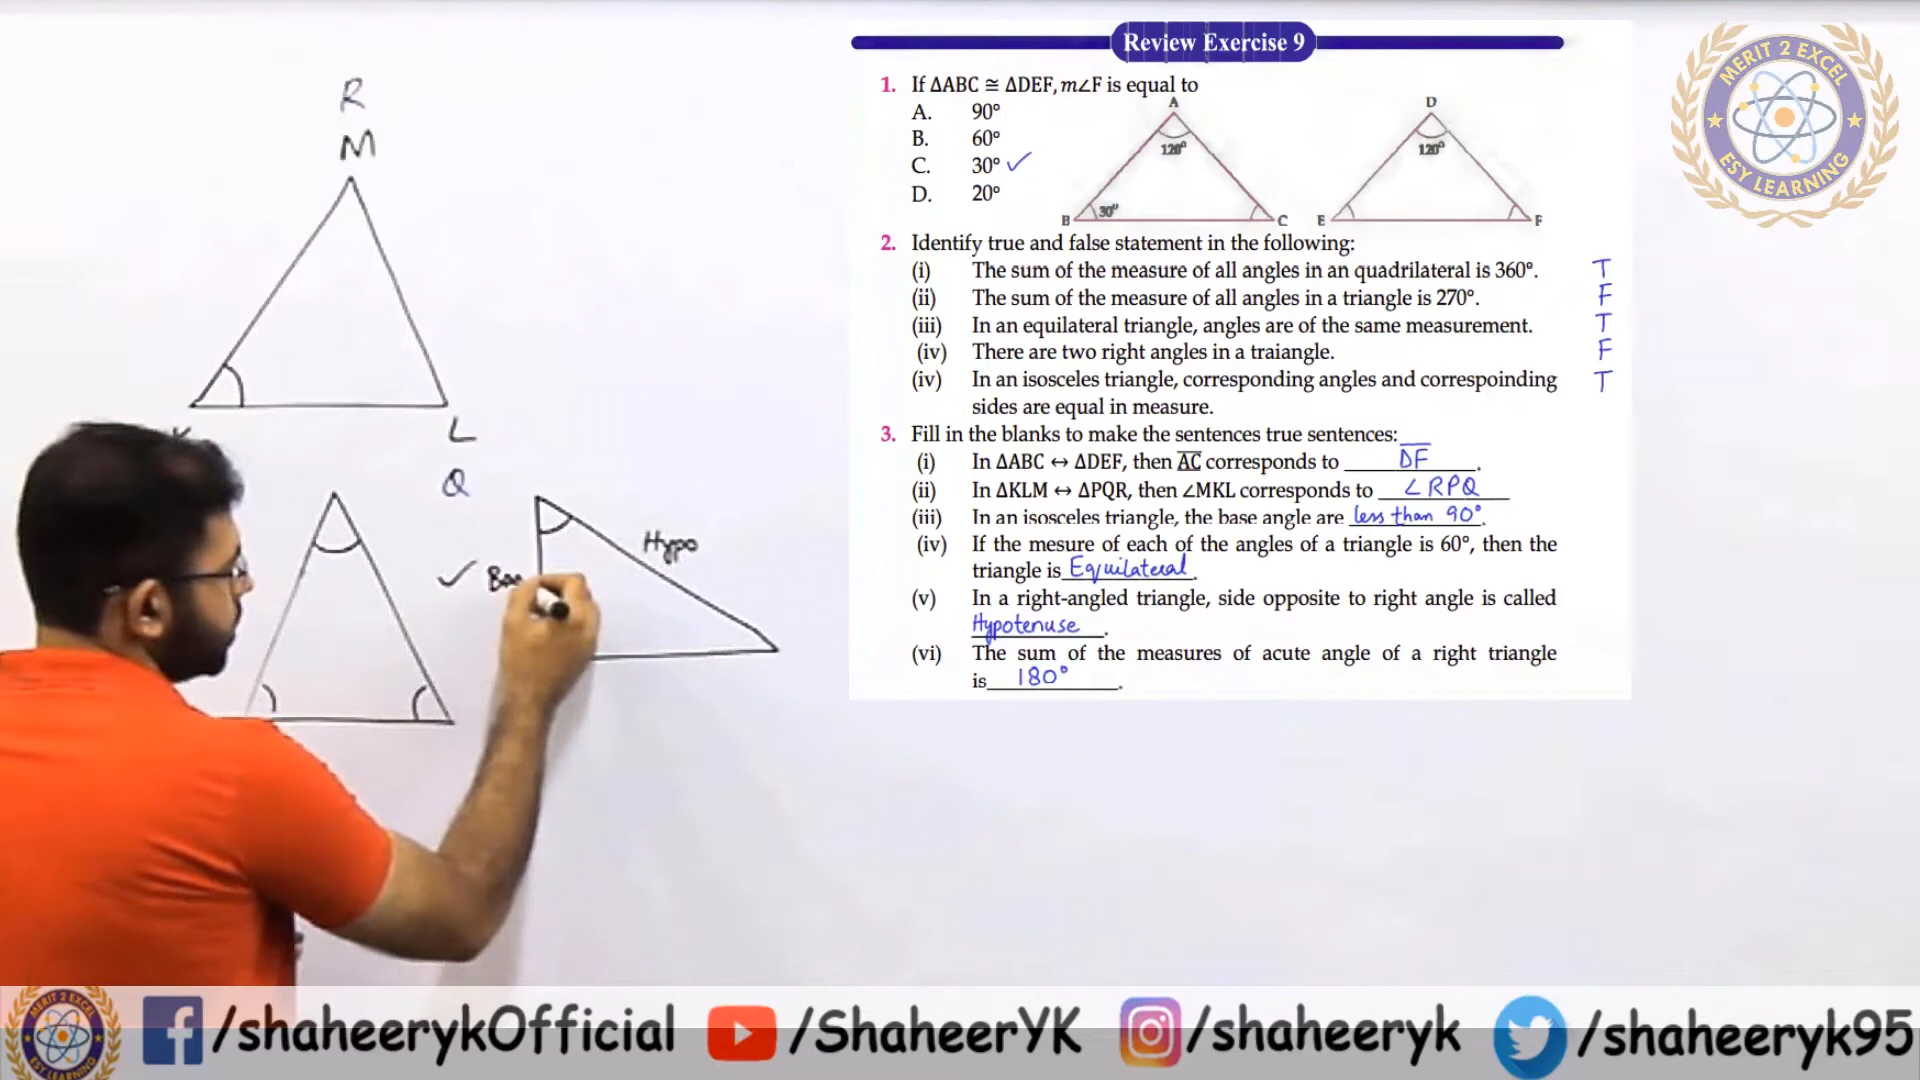 Review Exercise 9
R
M
L
Q
Hypo
1. If ΔABC ≅ ΔDEF, m∠F is equal to
A. 90°
B. 60°
C. 30° ✓
D. 20°
A
120°
B
30°
C
D
120°
E
F
2. Identify true and false statement in the following:
(i) The sum of the measure of all angles in an quadrilateral is 360°. T
(ii) The sum of the measure of all angles in a triangle is 270°. F
(iii) In an equilateral triangle, angles are of the same measurement. T
(iv) There are two right angles in a traiangle. F
(iv) In an isosceles triangle, corresponding angles and correspoinding T
sides are equal in measure.
3. Fill in the blanks to make the sentences true sentences:
(i) In ΔABC ↔ ΔDEF, then A̅C̅ corresponds to D̅F̅.
(ii) In ΔKLM ↔ ΔPQR, then ∠MKL corresponds to ∠RPQ
(iii) In an isosceles triangle, the base angle are less than 90°.
(iv) If the mesure of each of the angles of a triangle is 60°, then the
triangle is Equilateral.
(v) In a right-angled triangle, side opposite to right angle is called
Hypotenuse.
(vi) The sum of the measures of acute angle of a right triangle
is 180°.
MERIT 2 EXCEL
ESY LEARNING
MERIT 2 EXCEL
ESY LEARNING
/shaheerykOfficial
/ShaheerYK
/shaheeryk
/shaheeryk95